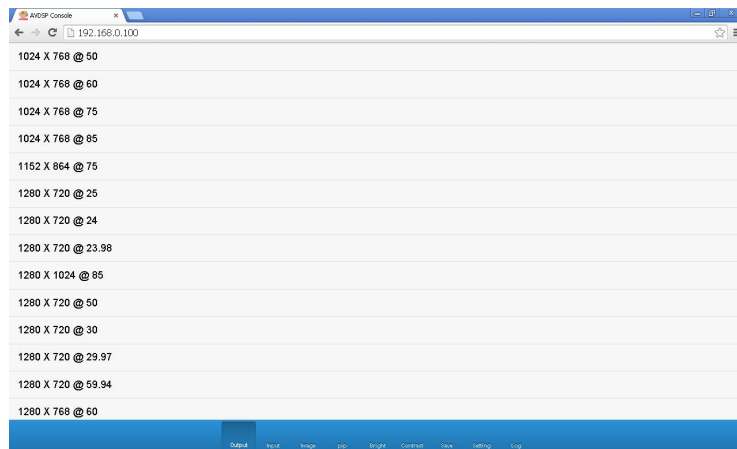 AVDSP Console
192.168.0.100
1024 X 768 @ 50
1024 X 768 @ 60
1024 X 768 @ 75
1024 X 768 @ 85
1152 X 864 @ 75
1280 X 720 @ 25
1280 X 720 @ 24
1280 X 720 @ 23.98
1280 X 1024 @ 85
1280 X 720 @ 50
1280 X 720 @ 30
1280 X 720 @ 29.97
1280 X 720 @ 59.94
1280 X 768 @ 60
Output Input Image pip Bright Contrast Save Setting Log